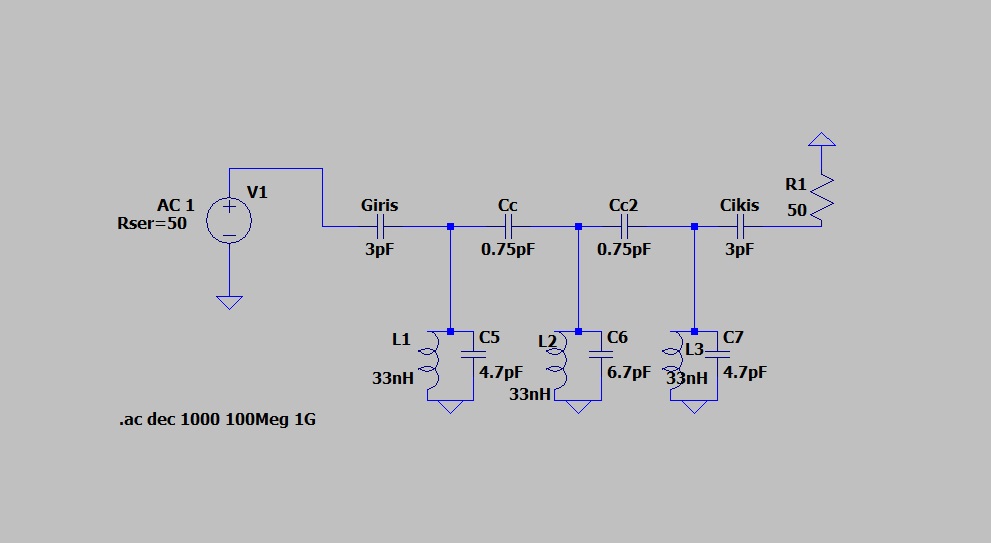 V1
AC 1
Rser=50
Giris
3pF
Cc
0.75pF
Cc2
0.75pF
Cikis
3pF
R1
50
L1
33nH
C5
4.7pF
L2
33nH
C6
6.7pF
L3
33nH
C7
4.7pF
.ac dec 1000 100Meg 1G